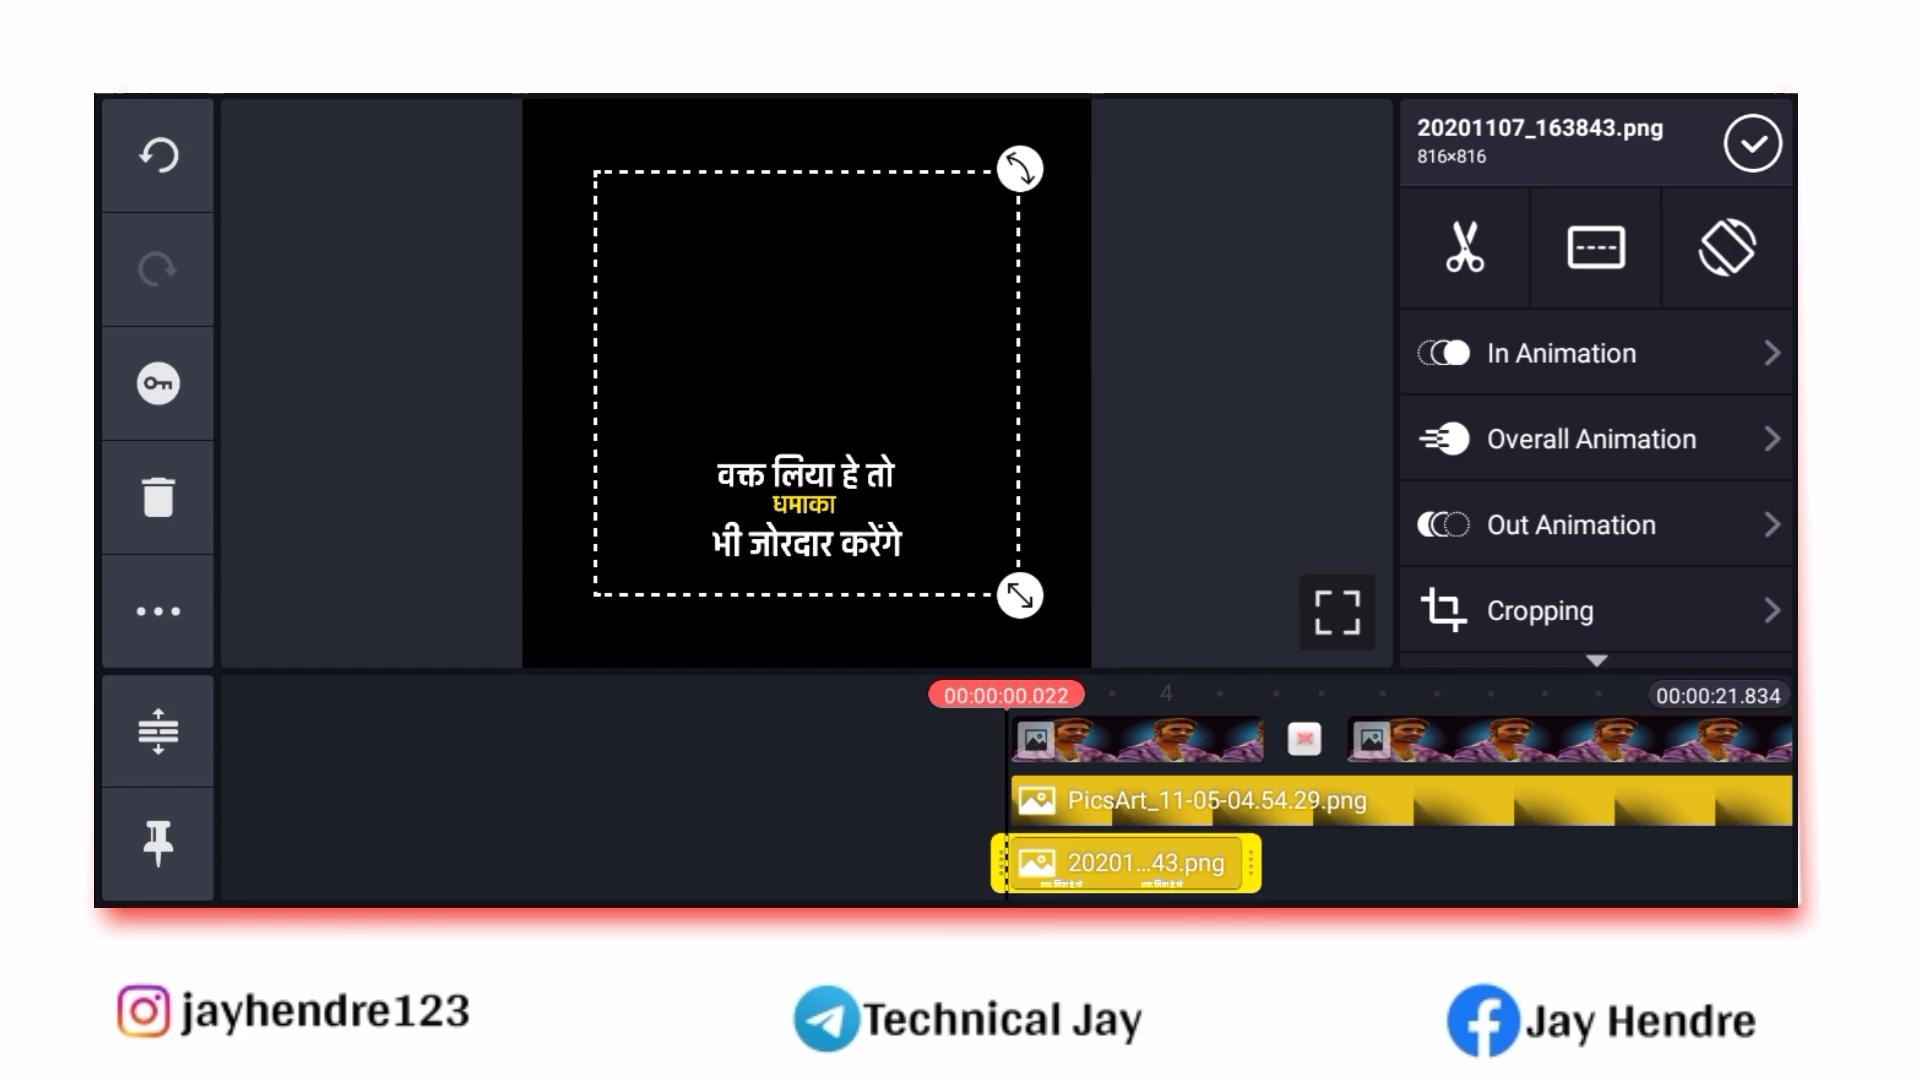 20201107_163843.png
816×816
In Animation
Overall Animation
Out Animation
Cropping
वक्त लिया हे तो
धमाका
भी जोरदार करेंगे
00:00:00.022
4
00:00:21.834
PicsArt_11-05-04.54.29.png
20201...43.png
jayhendre123
Technical Jay
Jay Hendre